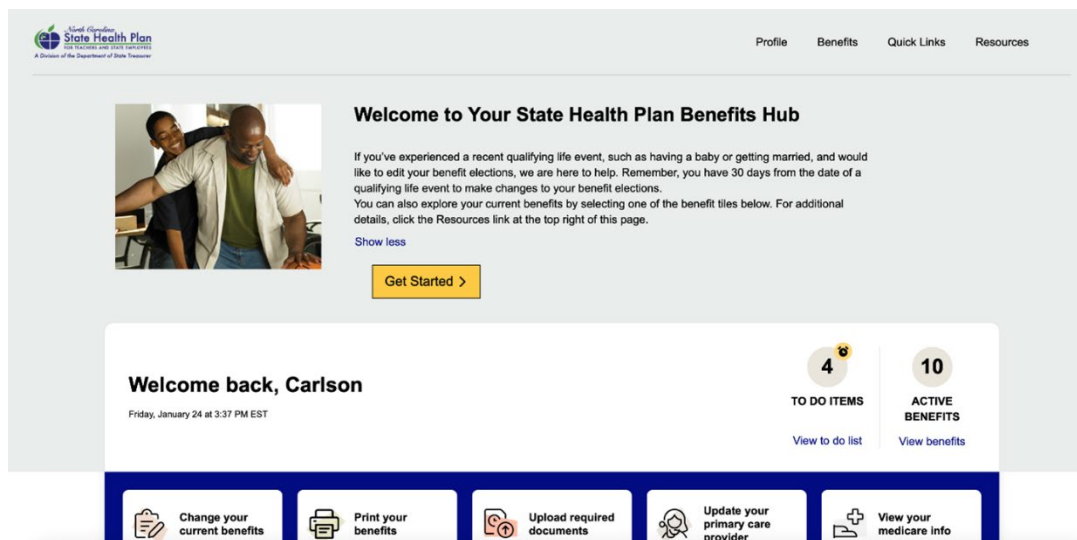 North Carolina
State Health Plan
FOR TEACHERS AND STATE EMPLOYEES
A Division of the Department of State Treasurer
Profile Benefits Quick Links Resources
Welcome to Your State Health Plan Benefits Hub
If you've experienced a recent qualifying life event, such as having a baby or getting married, and would
like to edit your benefit elections, we are here to help. Remember, you have 30 days from the date of a
qualifying life event to make changes to your benefit elections.
You can also explore your current benefits by selecting one of the benefit tiles below. For additional
details, click the Resources link at the top right of this page.
Show less
Get Started >
Welcome back, Carlson
Friday, January 24 at 3:37 PM EST
4
TO DO ITEMS
View to do list
10
ACTIVE
BENEFITS
View benefits
Change your
current benefits
Print your
benefits
Upload required
documents
Update your
primary care
provider
View your
medicare info